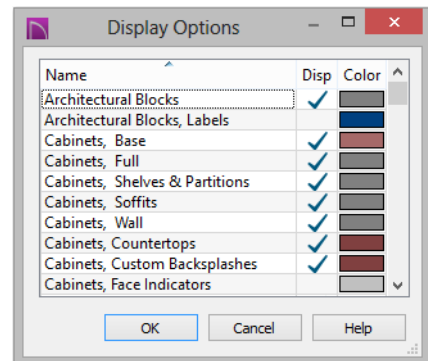 Display Options
Name Disp Color
Architectural Blocks
Architectural Blocks, Labels
Cabinets,  Base
Cabinets,  Full
Cabinets,  Shelves & Partitions
Cabinets,  Soffits
Cabinets,  Wall
Cabinets, Countertops
Cabinets, Custom Backsplashes
Cabinets, Face Indicators
OK Cancel Help